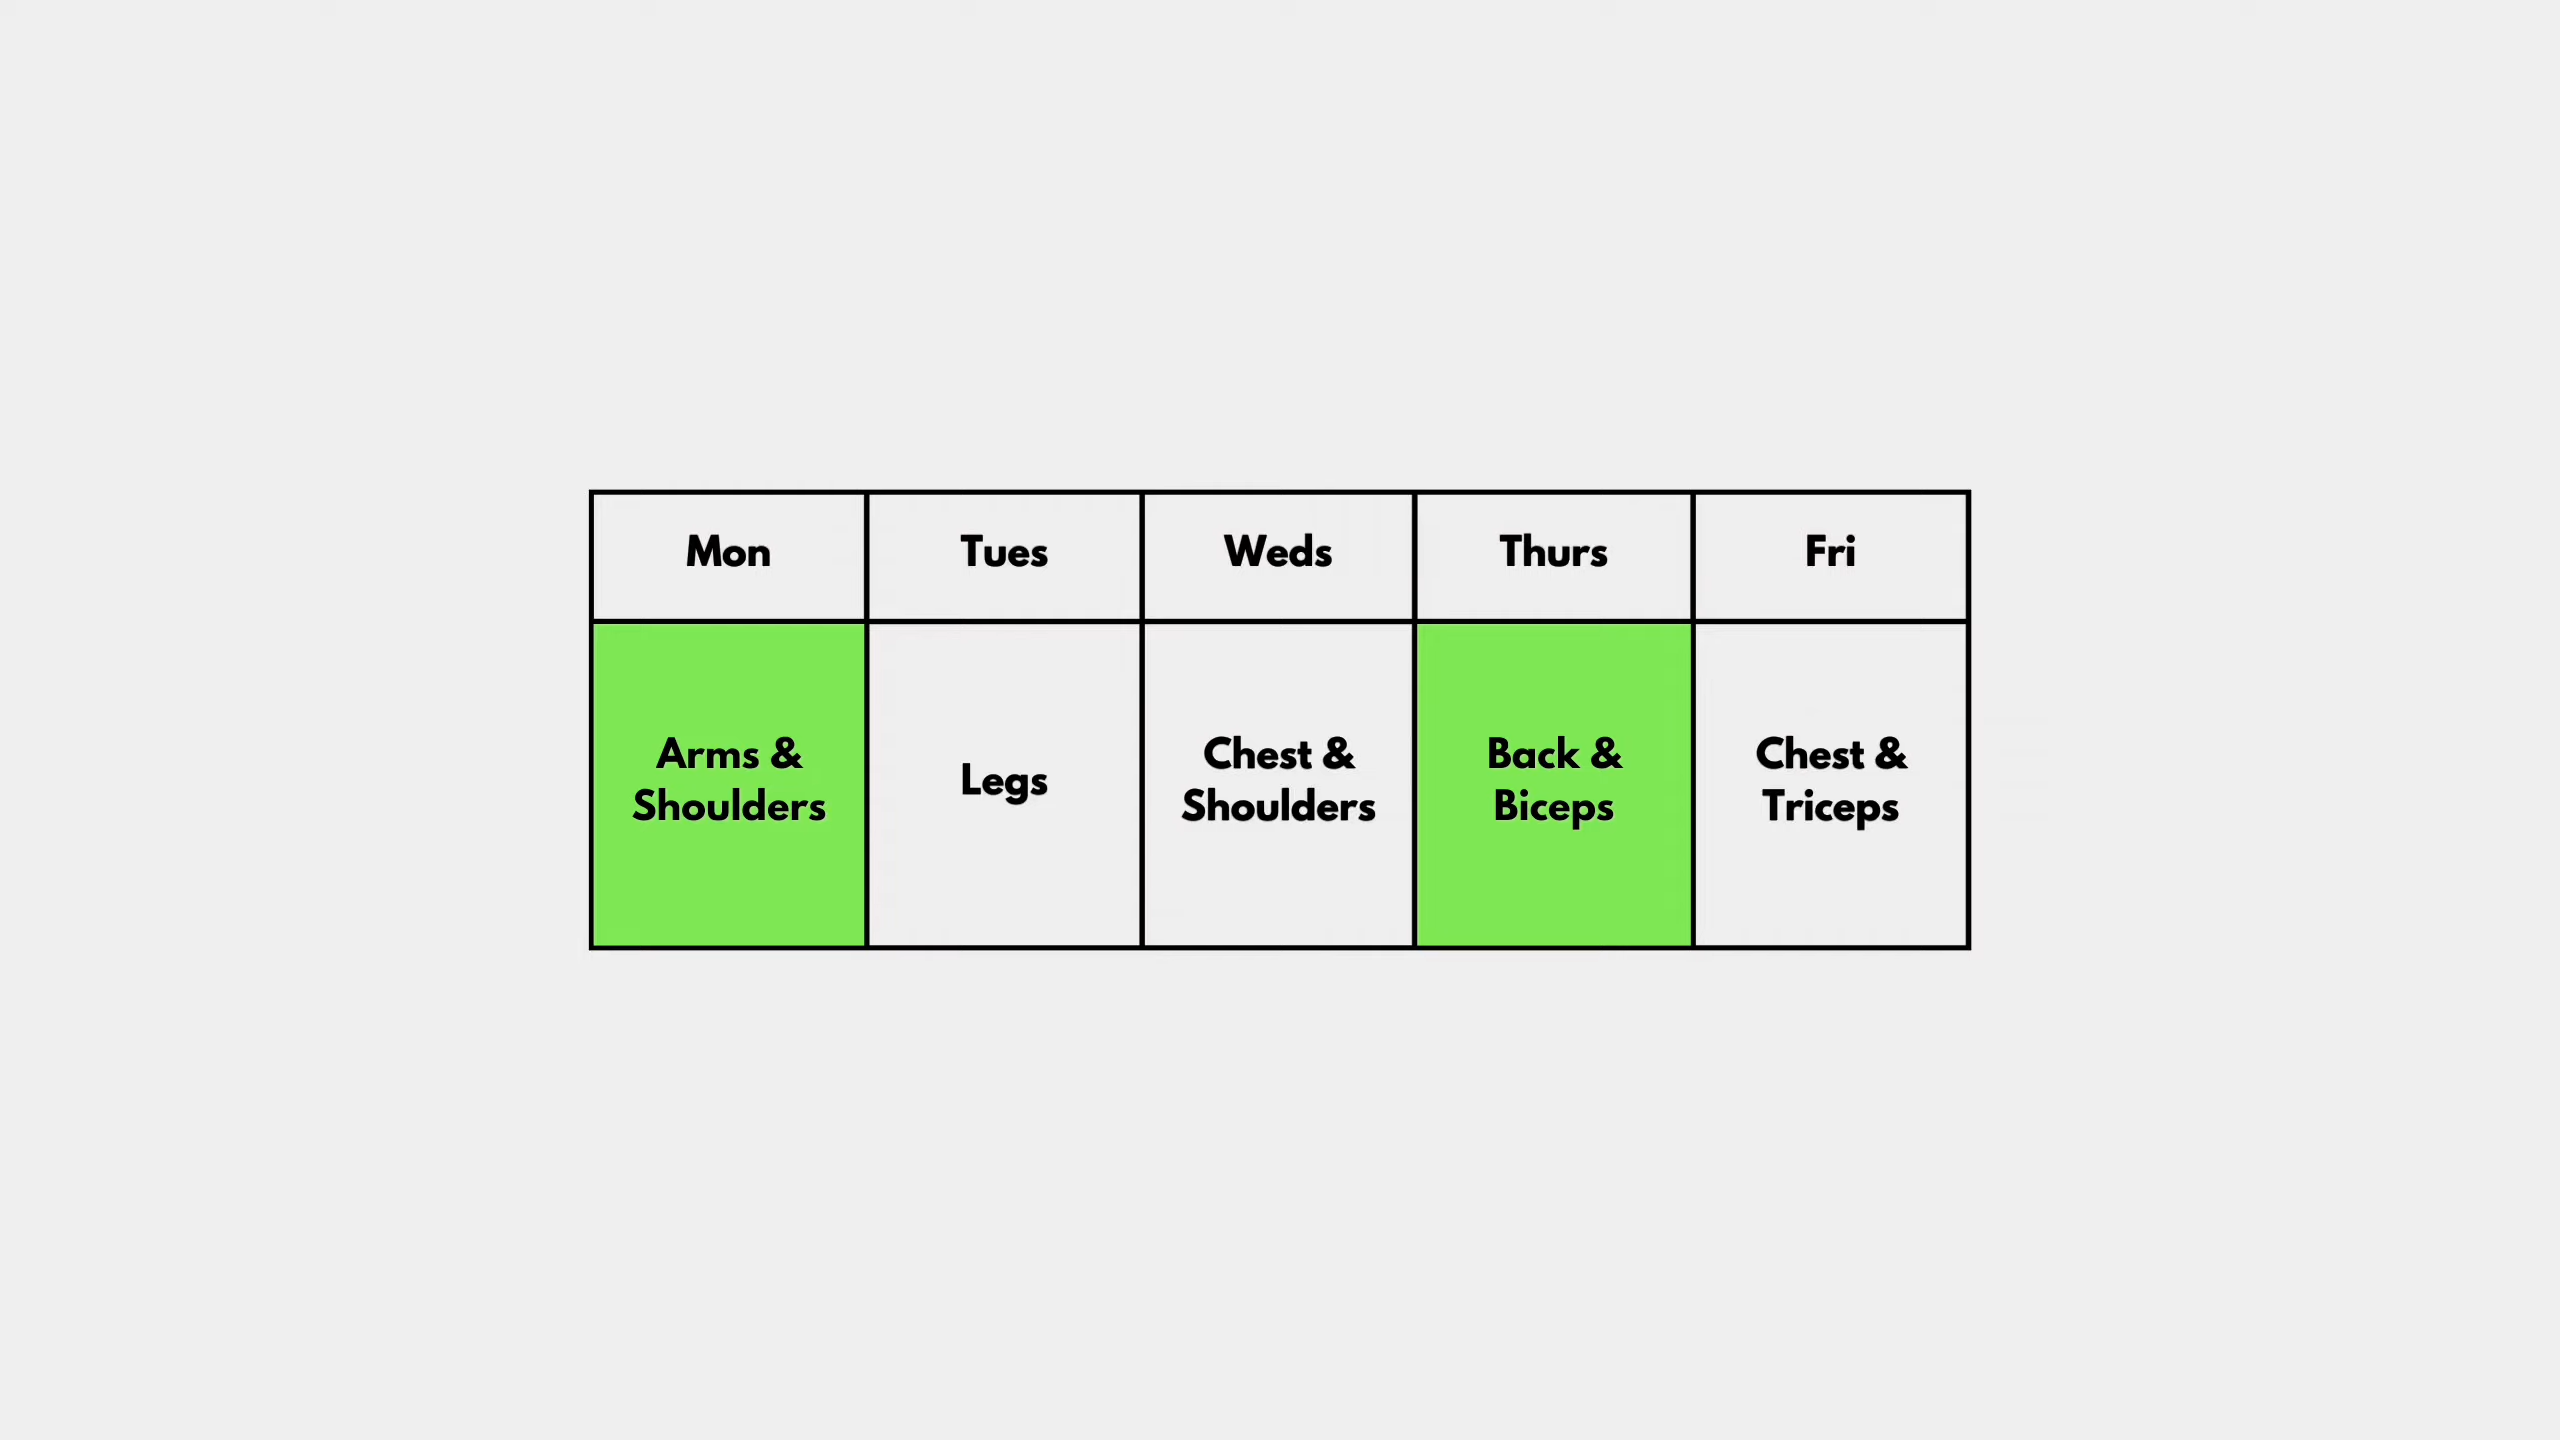 Mon
Tues
Weds
Thurs
Fri
Arms &
Shoulders
Legs
Chest &
Shoulders
Back &
Biceps
Chest &
Triceps